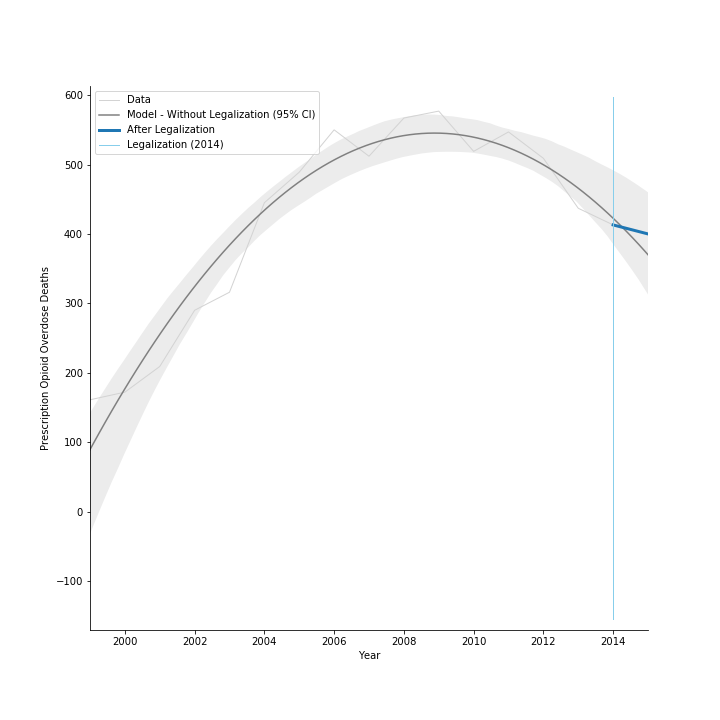 Data
Model - Without Legalization (95% CI)
After Legalization
Legalization (2014)
600
500
400
300
200
100
0
−100
Prescription Opioid Overdose Deaths
2000
2002
2004
2006
2008
2010
2012
2014
Year